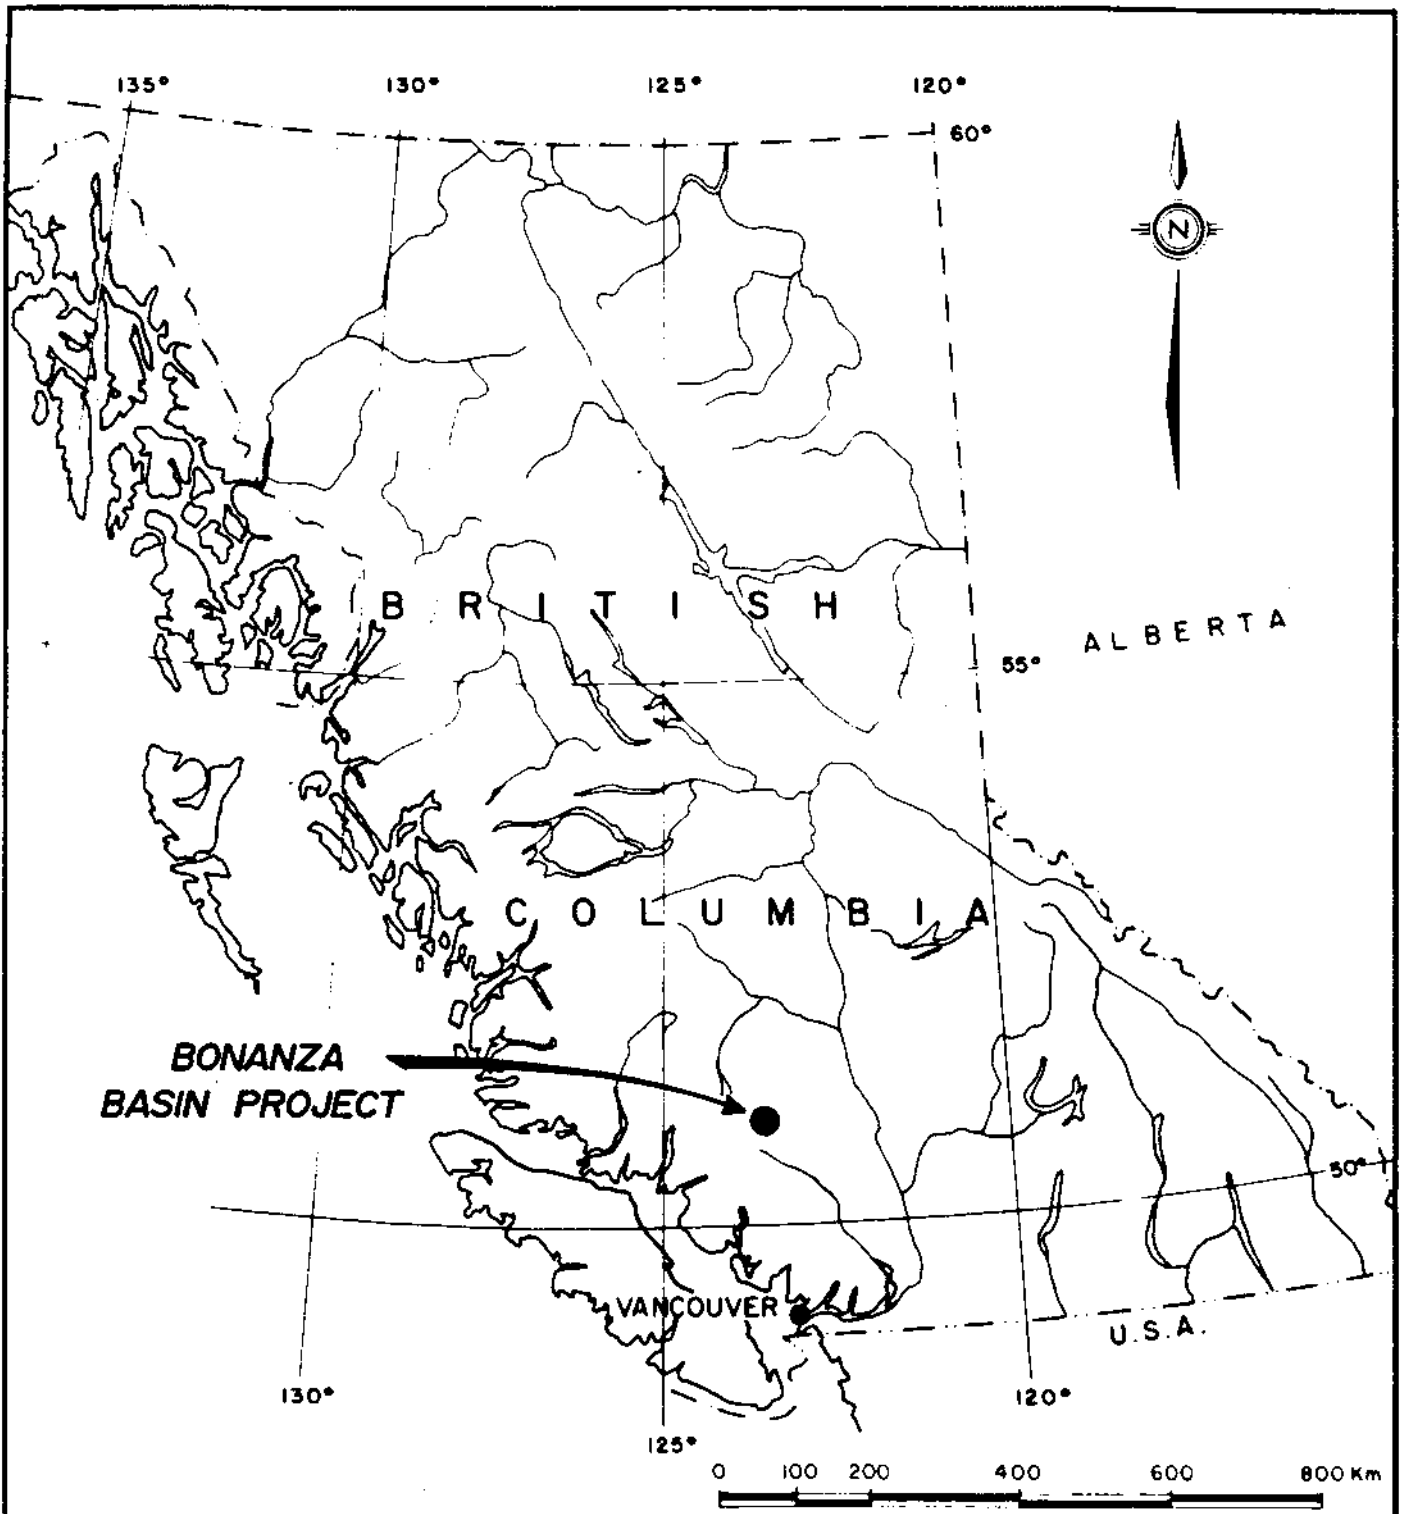 135° 130° 125° 120°
60°
N
BRITISH
ALBERTA
55°
COLUMBIA
BONANZA
BASIN PROJECT
50°
VANCOUVER
U.S.A.
130° 120°
125°
0 100 200 400 600 800 Km